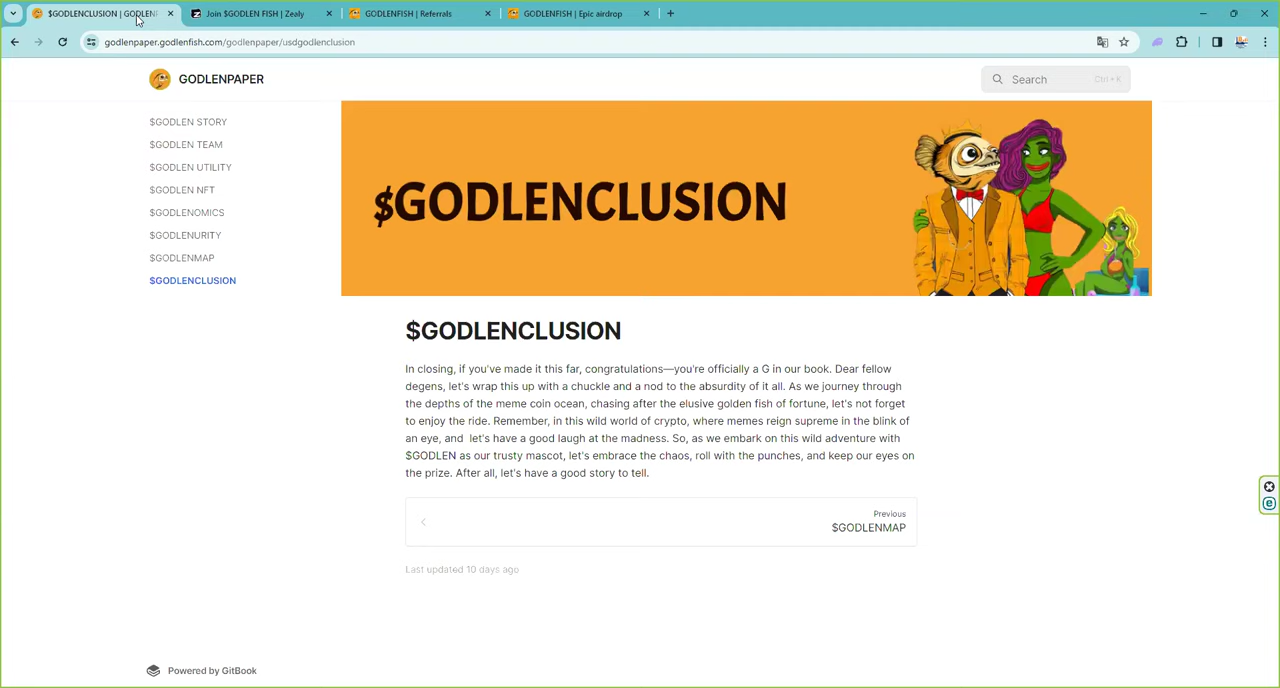 $GODLENCLUSION | GODLENP
Join $GODLEN FISH | Zealy
GODLENFISH | Referrals
GODLENFISH | Epic airdrop
godlenpaper.godlenfish.com/godlenpaper/usdgodlenclusion
GODLENPAPER
Search
Ctrl + K
$GODLEN STORY
$GODLEN TEAM
$GODLEN UTILITY
$GODLEN NFT
$GODLENOMICS
$GODLENURITY
$GODLENMAP
$GODLENCLUSION
$GODLENCLUSION
$GODLENCLUSION
In closing, if you've made it this far, congratulations—you're officially a G in our book. Dear fellow
degens, let's wrap this up with a chuckle and a nod to the absurdity of it all. As we journey through
the depths of the meme coin ocean, chasing after the elusive golden fish of fortune, let's not forget
to enjoy the ride. Remember, in this wild world of crypto, where memes reign supreme in the blink of
an eye, and let's have a good laugh at the madness. So, as we embark on this wild adventure with
$GODLEN as our trusty mascot, let's embrace the chaos, roll with the punches, and keep our eyes on
the prize. After all, let's have a good story to tell.
Previous
$GODLENMAP
Last updated 10 days ago
Powered by GitBook